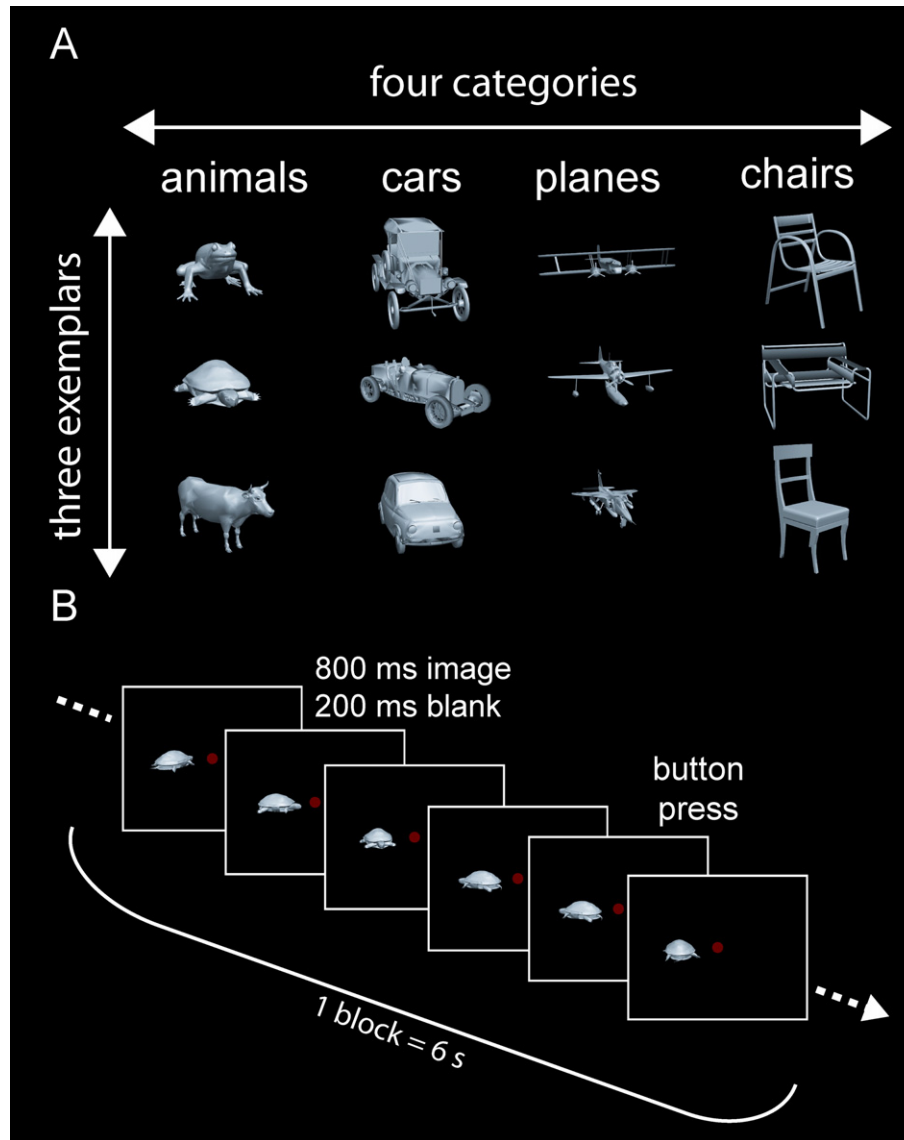 A
four categories
animals cars planes chairs
three exemplars
B
800 ms image
200 ms blank
button
press
1 block = 6 s